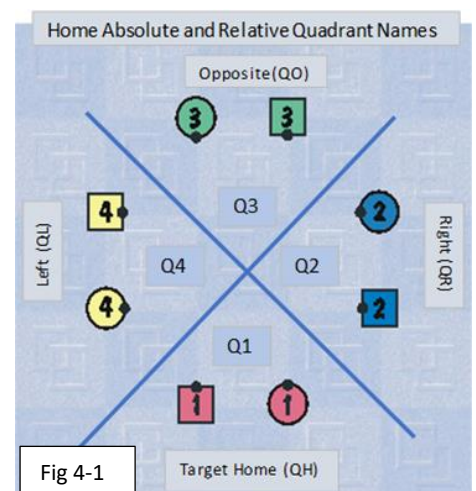 Home Absolute and Relative Quadrant Names
Opposite(QO)
3 3
4 Q3 2
Left (QL) Q4 Q2 Right (QR)
4 2
Q1
1 1
Fig 4-1 Target Home (QH)